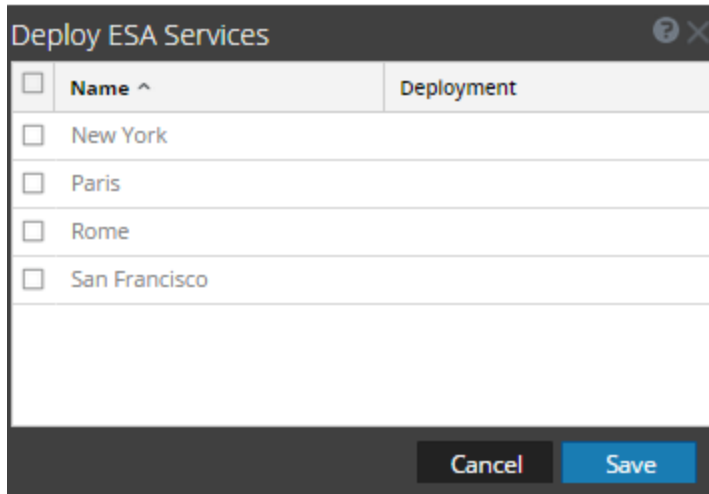 Deploy ESA Services
Name
Deployment
New York
Paris
Rome
San Francisco
Cancel
Save